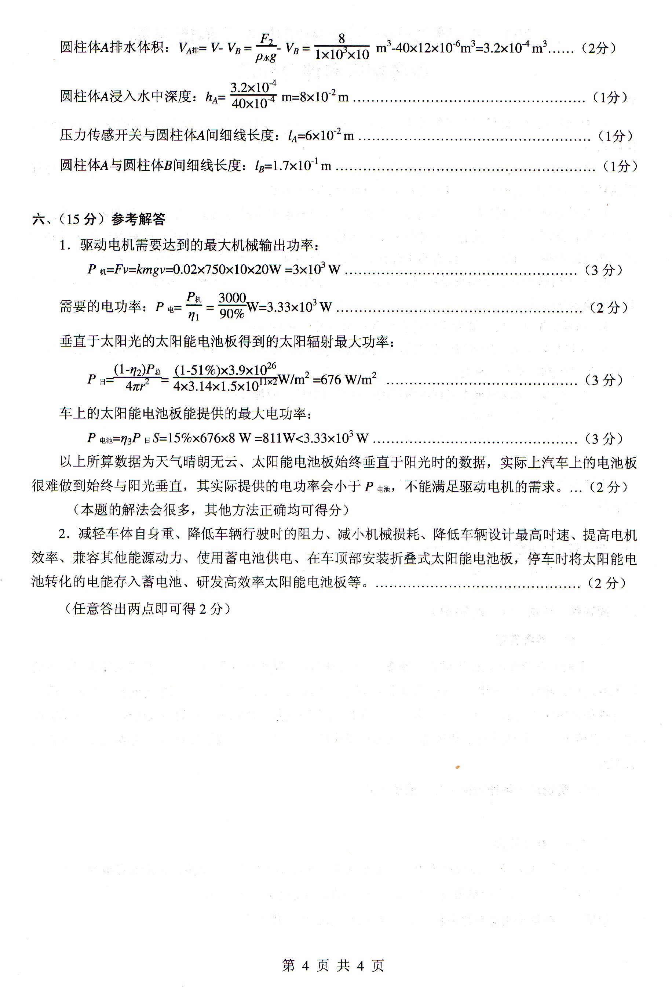 圆柱体A排水体积：V_A排= V- V_B = F₂/ρ水g - V_B = 8/1×10³×10 m³-40×12×10⁻⁶m³=3.2×10⁻⁴ m³……（2分）
圆柱体A浸入水中深度：h_A= 3.2×10⁻⁴/40×10⁻⁴ m=8×10⁻² m ……………………………………………（1分）
压力传感开关与圆柱体A间细线长度：l_A=6×10⁻² m ……………………………………………（1分）
圆柱体A与圆柱体B间细线长度：l_B=1.7×10⁻¹ m …………………………………………………（1分）
六、（15 分）参考解答
1．驱动电机需要达到的最大机械输出功率：
P 机=Fv=kmgv=0.02×750×10×20W =3×10³ W ……………………………………………（3 分）
需要的电功率：P 电= P机/η₁ = 3000/90% W=3.33×10³ W ………………………………………………（2 分）
垂直于太阳光的太阳能电池板得到的太阳辐射最大功率：
P 日= (1-η₂)P总/4πr² = (1-51%)×3.9×10²⁶/4×3.14×1.5×10¹¹ˣ² W/m² =676 W/m² ……………………………………（3 分）
车上的太阳能电池板能提供的最大电功率：
P 电池=η₃P 日 S=15%×676×8 W =811W<3.33×10³ W ………………………………………（3 分）
以上所算数据为天气晴朗无云、太阳能电池板始终垂直于阳光时的数据，实际上汽车上的电池板
很难做到始终与阳光垂直，其实际提供的电功率会小于 P 电池，不能满足驱动电机的需求。…（2 分）
（本题的解法会很多，其他方法正确均可得分）
2．减轻车体自身重、降低车辆行驶时的阻力、减小机械损耗、降低车辆设计最高时速、提高电机
效率、兼容其他能源动力、使用蓄电池供电、在车顶部安装折叠式太阳能电池板，停车时将太阳能电
池转化的电能存入蓄电池、研发高效率太阳能电池板等。………………………………………（2 分）
（任意答出两点即可得 2 分）
第 4 页 共 4 页